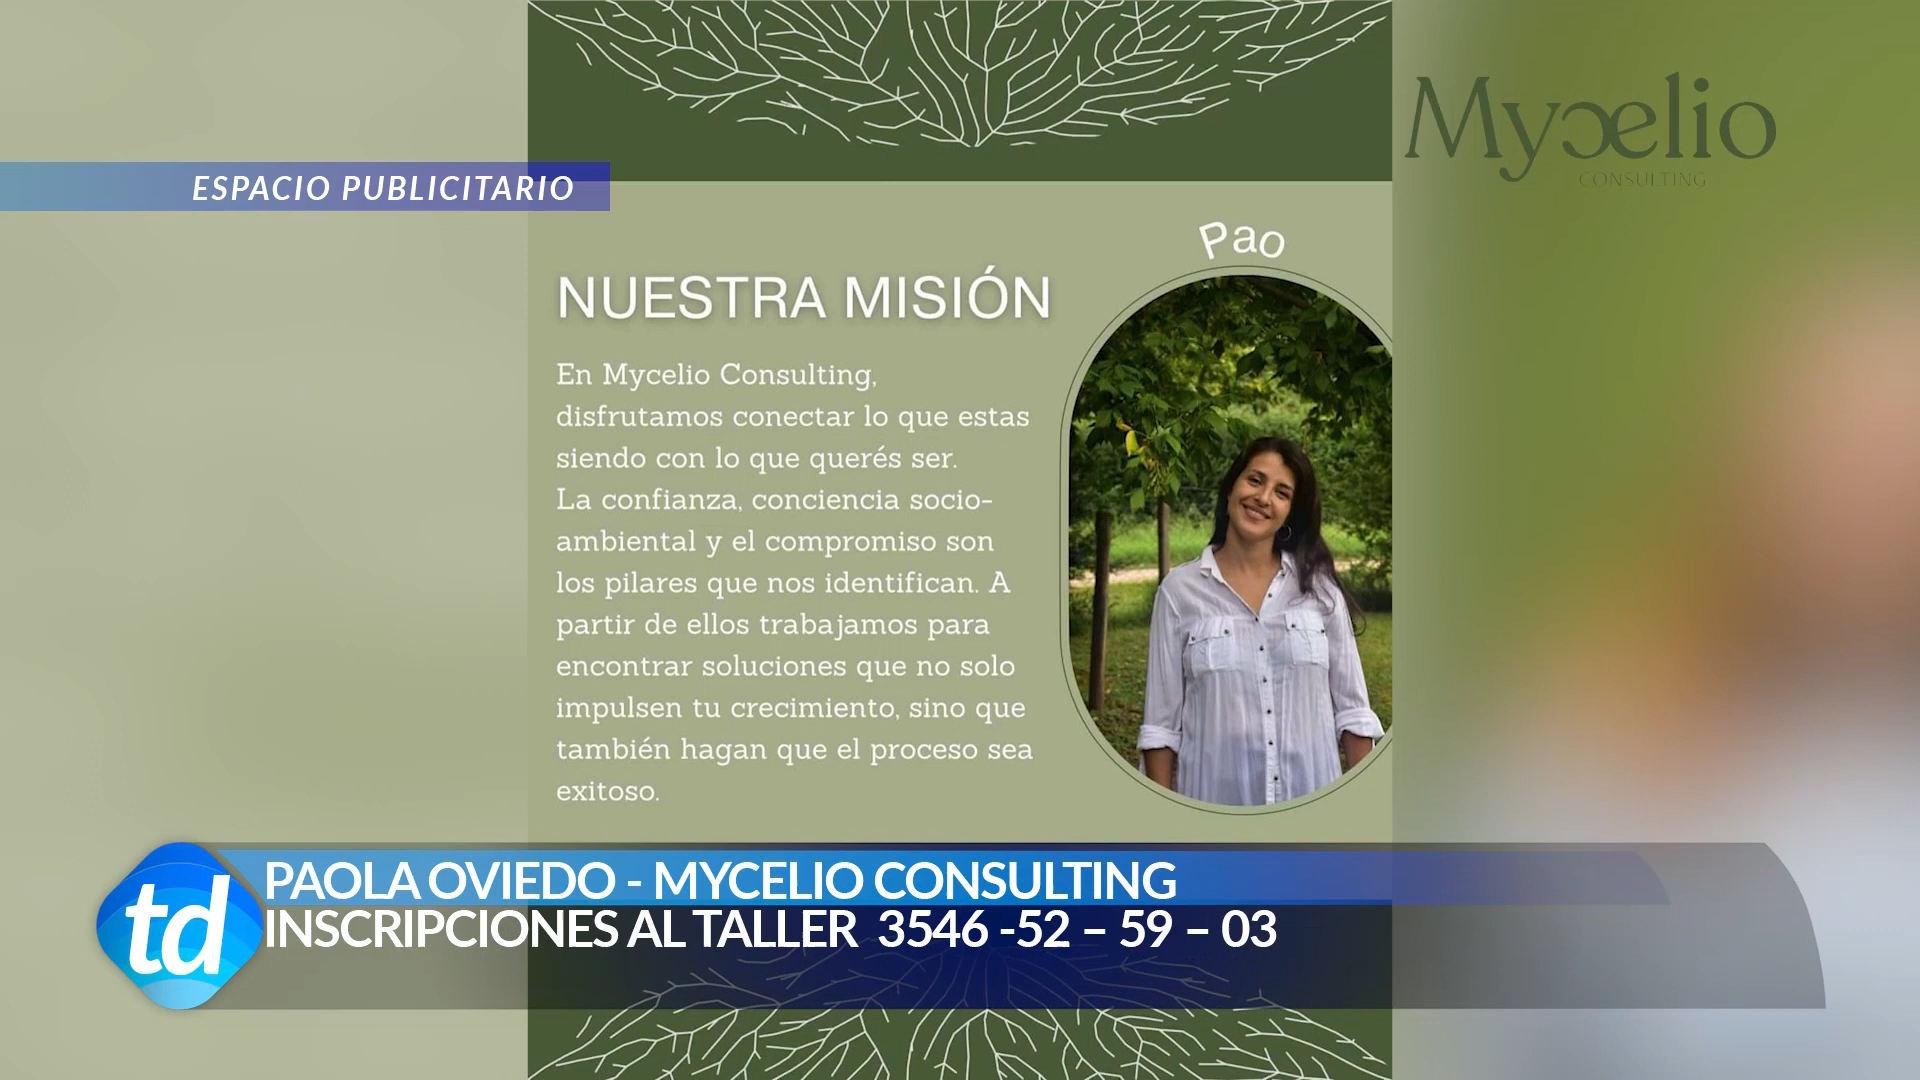 Mycelio
CONSULTING
ESPACIO PUBLICITARIO
Pao
NUESTRA MISIÓN
En Mycelio Consulting,
disfrutamos conectar lo que estas
siendo con lo que querés ser.
La confianza, conciencia socio-
ambiental y el compromiso son
los pilares que nos identifican. A
partir de ellos trabajamos para
encontrar soluciones que no solo
impulsen tu crecimiento, sino que
también hagan que el proceso sea
exitoso.
td
PAOLA OVIEDO - MYCELIO CONSULTING
INSCRIPCIONES AL TALLER  3546 -52 – 59 – 03